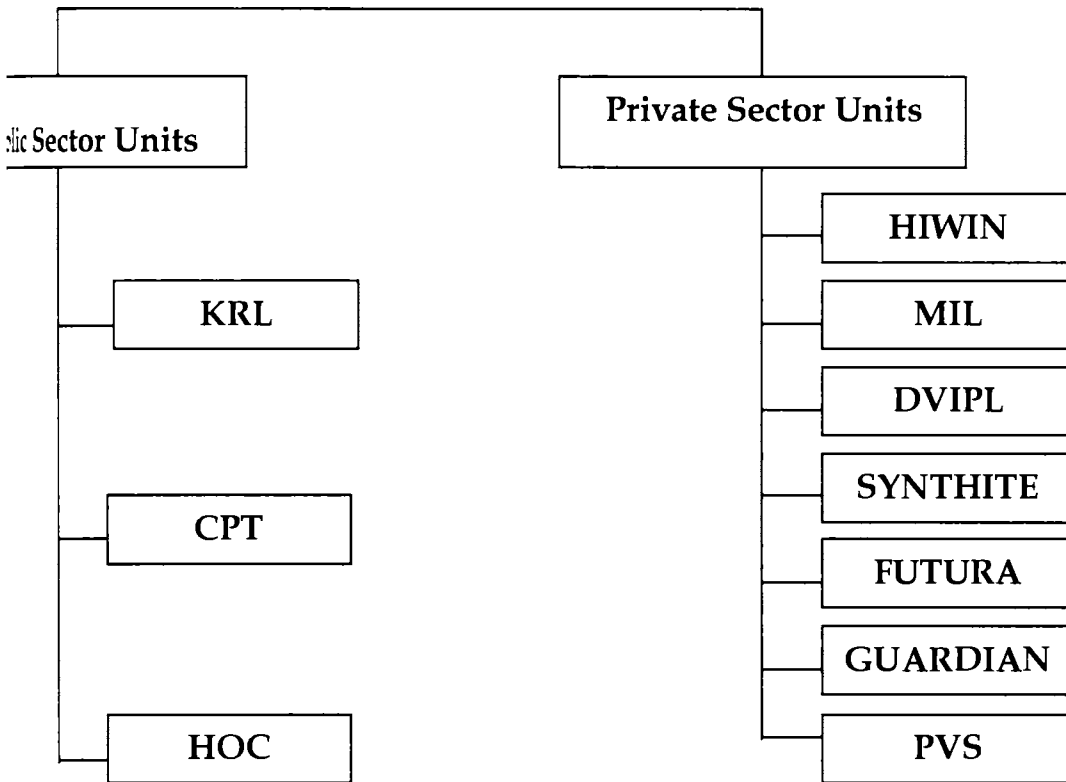 Sector Units
KRL
CPT
HOC
Private Sector Units
HIWIN
MIL
DVIPL
SYNTHITE
FUTURA
GUARDIAN
PVS